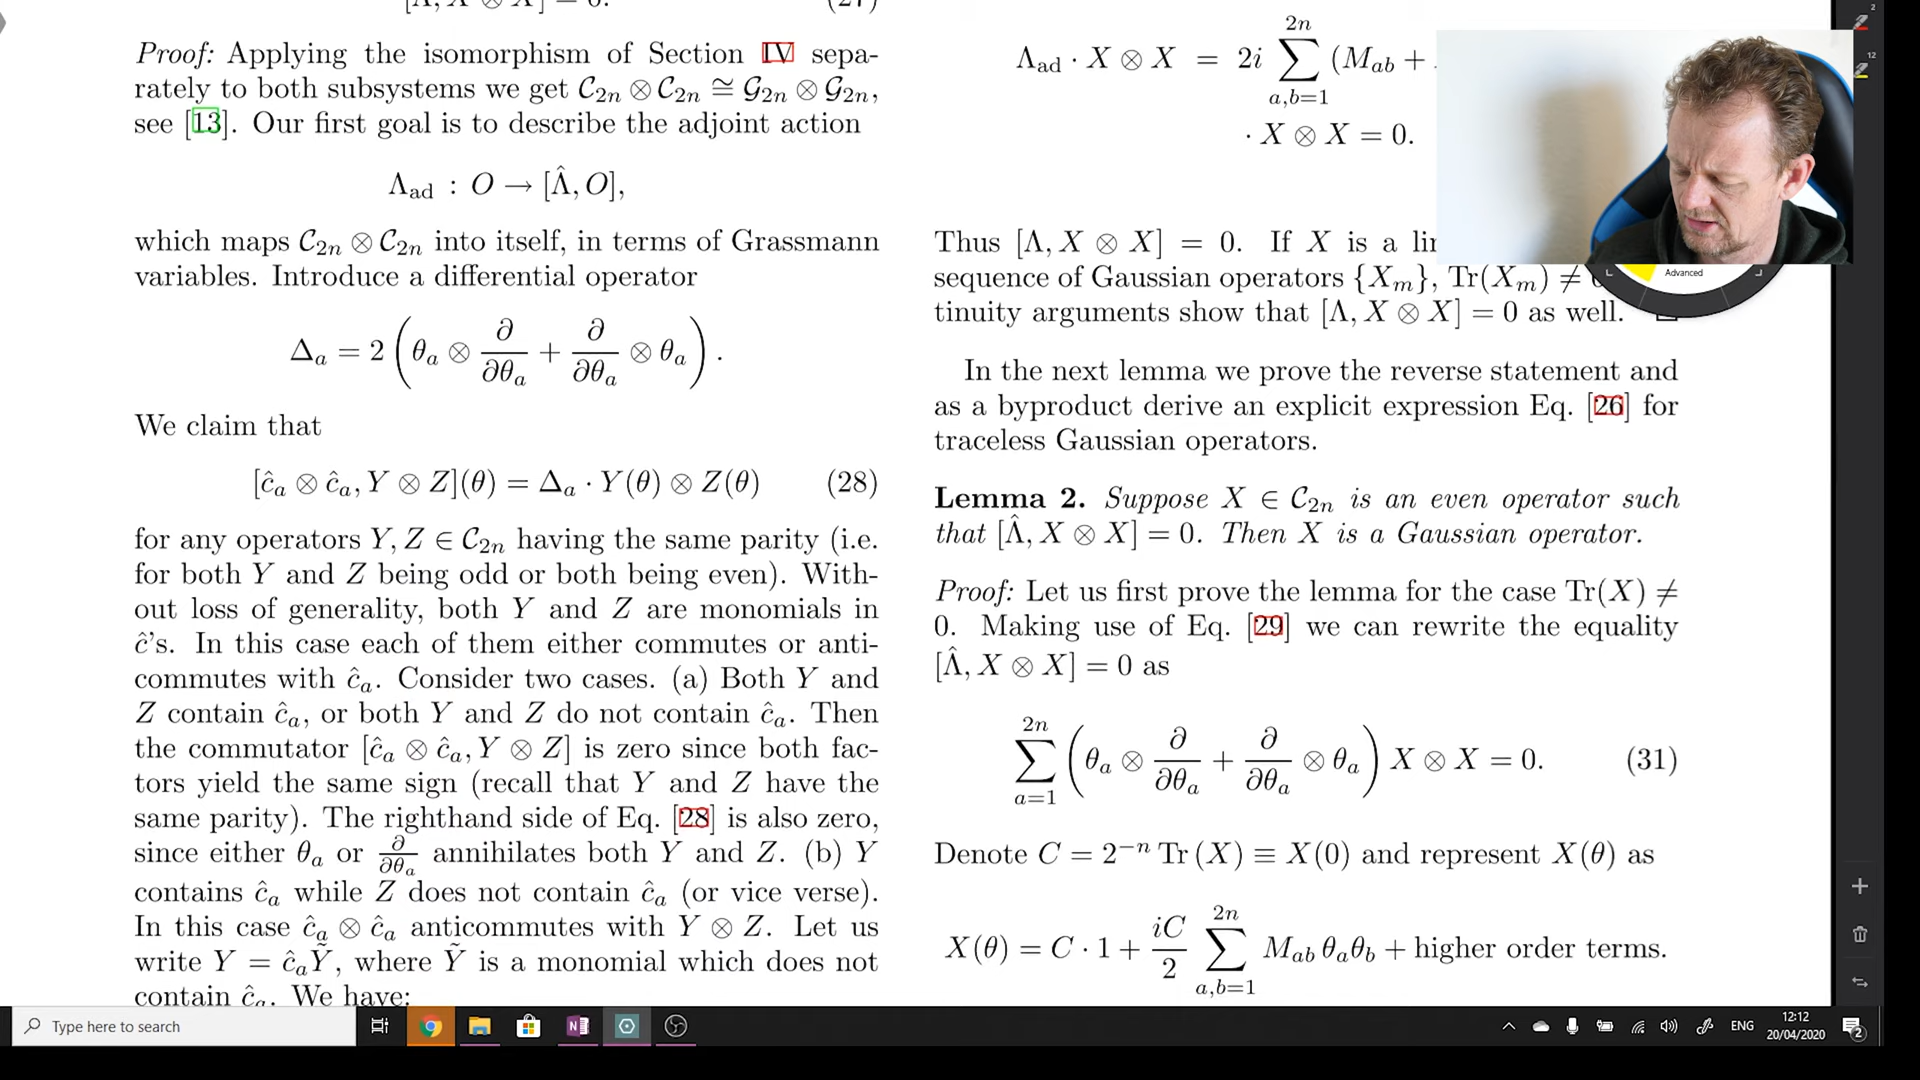 [Λ, X ⊗ X] = 0. (27)
Proof: Applying the isomorphism of Section IV sepa-
rately to both subsystems we get 𝒞₂ₙ ⊗ 𝒞₂ₙ ≅ 𝒢₂ₙ ⊗ 𝒢₂ₙ,
see [13]. Our first goal is to describe the adjoint action
Λ_ad : O → [Λ̂, O],
which maps 𝒞₂ₙ ⊗ 𝒞₂ₙ into itself, in terms of Grassmann
variables. Introduce a differential operator
Δₐ = 2 (θₐ ⊗ ∂/∂θₐ + ∂/∂θₐ ⊗ θₐ).
We claim that
[ĉₐ ⊗ ĉₐ, Y ⊗ Z](θ) = Δₐ · Y(θ) ⊗ Z(θ) (28)
for any operators Y, Z ∈ 𝒞₂ₙ having the same parity (i.e.
for both Y and Z being odd or both being even). With-
out loss of generality, both Y and Z are monomials in
ĉ's. In this case each of them either commutes or anti-
commutes with ĉₐ. Consider two cases. (a) Both Y and
Z contain ĉₐ, or both Y and Z do not contain ĉₐ. Then
the commutator [ĉₐ ⊗ ĉₐ, Y ⊗ Z] is zero since both fac-
tors yield the same sign (recall that Y and Z have the
same parity). The righthand side of Eq. [28] is also zero,
since either θₐ or ∂/∂θₐ annihilates both Y and Z. (b) Y
contains ĉₐ while Z does not contain ĉₐ (or vice verse).
In this case ĉₐ ⊗ ĉₐ anticommutes with Y ⊗ Z. Let us
write Y = ĉₐỸ, where Ỹ is a monomial which does not
contain ĉₐ. We have:
Λ_ad · X ⊗ X = 2i ∑_{a,b=1}^{2n} (M_ab +
· X ⊗ X = 0.
Thus [Λ, X ⊗ X] = 0. If X is a
sequence of Gaussian operators {Xₘ}, Tr(Xₘ) ≠
tinuity arguments show that [Λ, X ⊗ X] = 0 as well.
In the next lemma we prove the reverse statement and
as a byproduct derive an explicit expression Eq. [26] for
traceless Gaussian operators.
Lemma 2. Suppose X ∈ 𝒞₂ₙ is an even operator such
that [Λ̂, X ⊗ X] = 0. Then X is a Gaussian operator.
Proof: Let us first prove the lemma for the case Tr(X) ≠
0. Making use of Eq. [29] we can rewrite the equality
[Λ̂, X ⊗ X] = 0 as
∑_{a=1}^{2n} (θₐ ⊗ ∂/∂θₐ + ∂/∂θₐ ⊗ θₐ) X ⊗ X = 0. (31)
Denote C = 2⁻ⁿ Tr (X) ≡ X(0) and represent X(θ) as
X(θ) = C · 1 + iC/2 ∑_{a,b=1}^{2n} M_ab θₐθ_b + higher order terms.
Advanced
2
12
Type here to search
ENG
12:12
20/04/2020
2